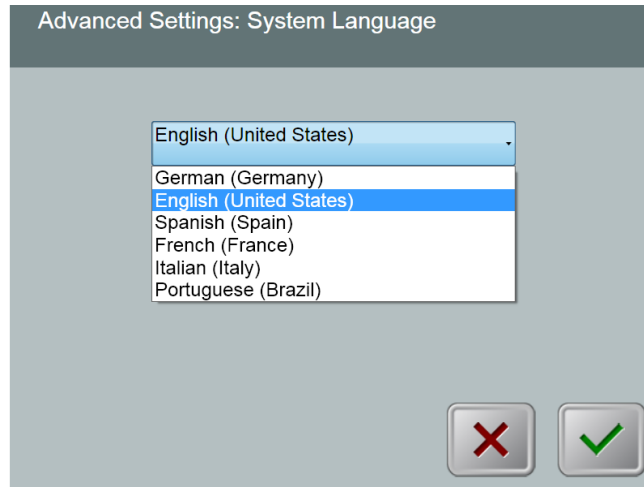 Advanced Settings: System Language
English (United States)
German (Germany)
English (United States)
Spanish (Spain)
French (France)
Italian (Italy)
Portuguese (Brazil)